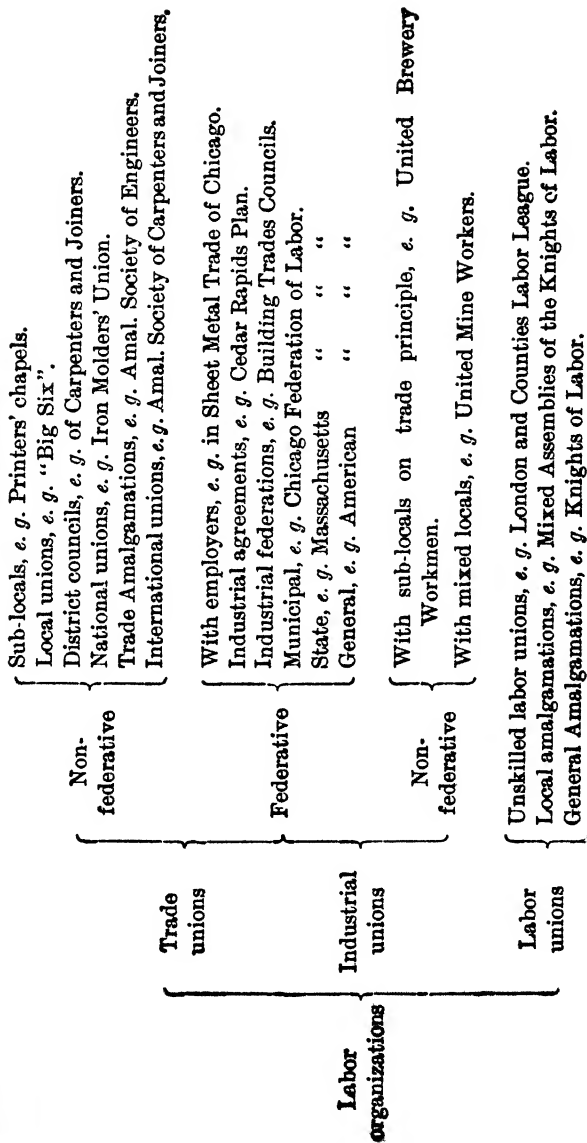 Labor
organizations
Trade
unions
Non-
federative
Sub-locals, e. g. Printers' chapels.
Local unions, e. g. "Big Six".
District councils, e. g. of Carpenters and Joiners.
National unions, e. g. Iron Molders' Union.
Trade Amalgamations, e. g. Amal. Society of Engineers.
International unions, e. g. Amal. Society of Carpenters and Joiners.
Federative
With employers, e. g. in Sheet Metal Trade of Chicago.
Industrial agreements, e. g. Cedar Rapids Plan.
Industrial federations, e. g. Building Trades Councils.
Municipal, e. g. Chicago Federation of Labor.
State, e. g. Massachusetts " " "
General, e. g. American " " "
Industrial
unions
Non-
federative
With sub-locals on trade principle, e. g. United Brewery
Workmen.
With mixed locals, e. g. United Mine Workers.
Labor
unions
Unskilled labor unions, e. g. London and Counties Labor League.
Local amalgamations, e. g. Mixed Assemblies of the Knights of Labor.
General Amalgamations, e. g. Knights of Labor.